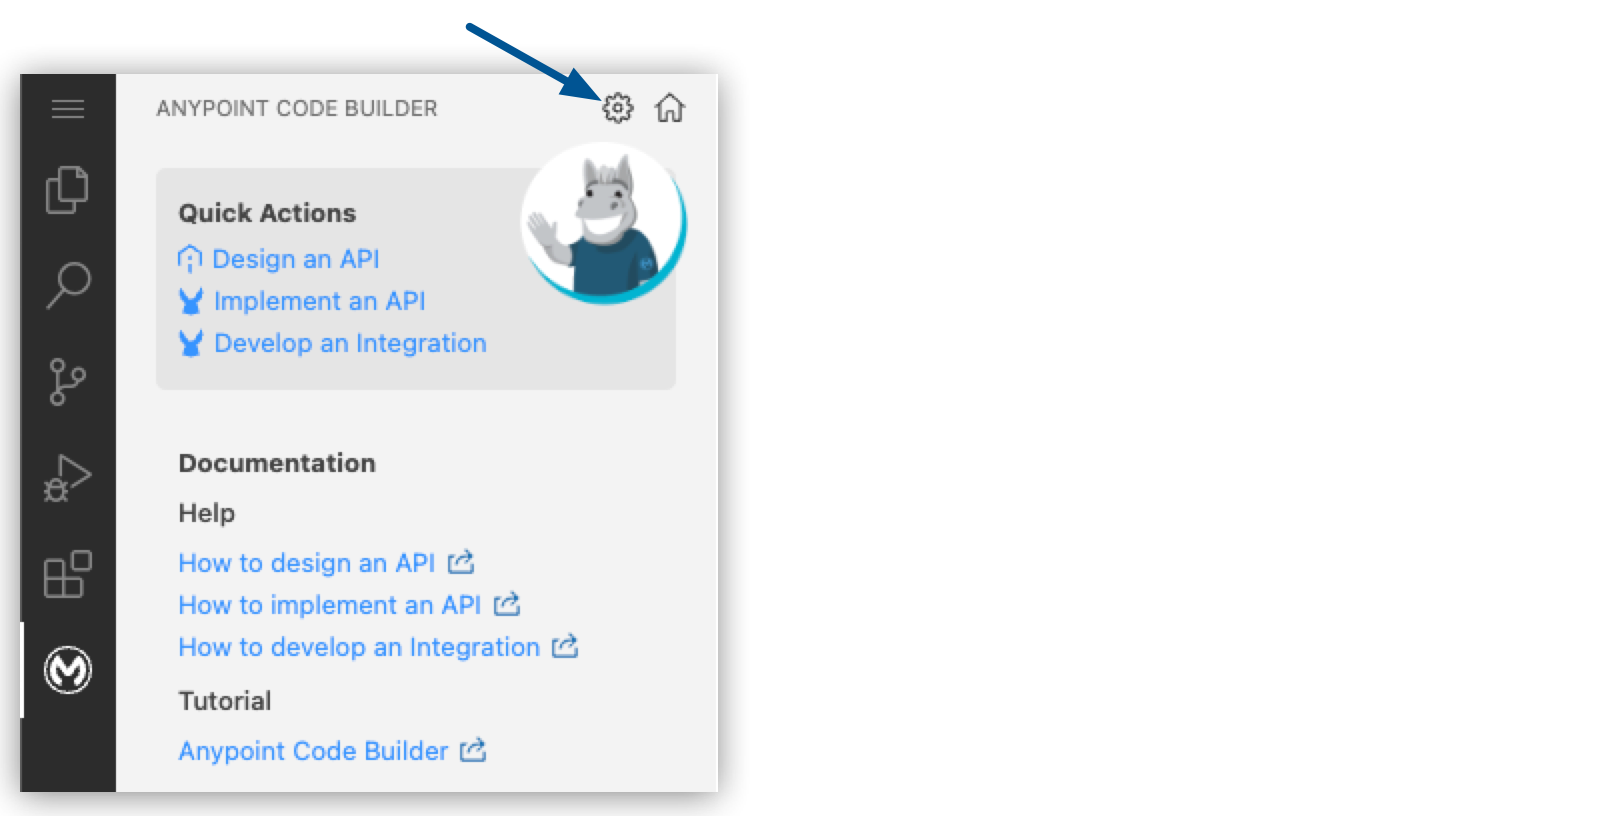 ANYPOINT CODE BUILDER
Quick Actions
Design an API
Implement an API
Develop an Integration
Documentation
Help
How to design an API
How to implement an API
How to develop an Integration
Tutorial
Anypoint Code Builder